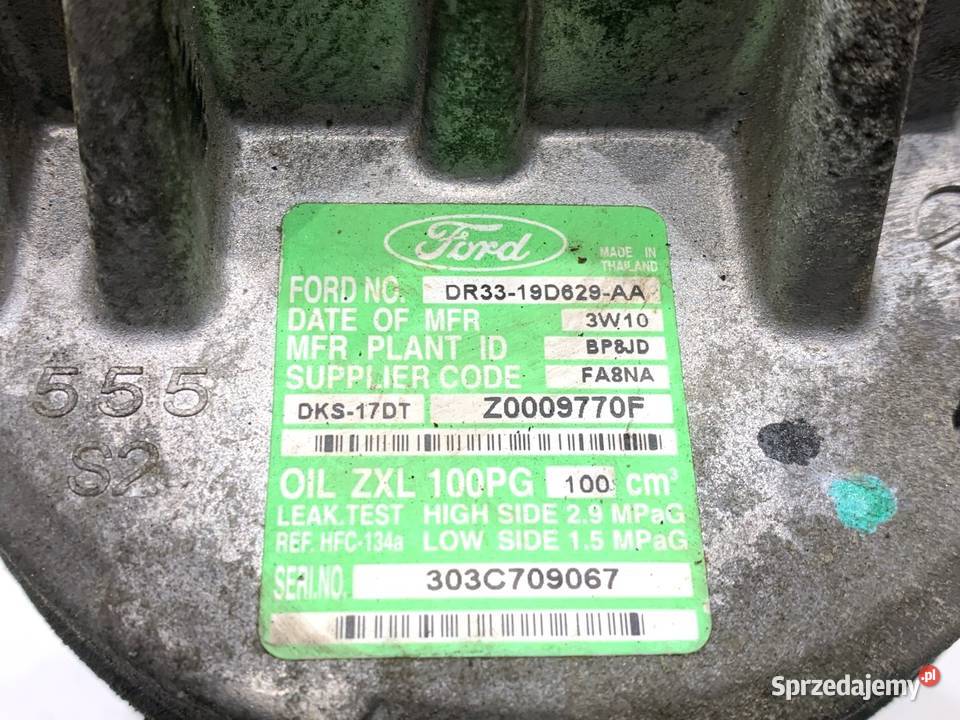 Ford
MADE IN
THAILAND
FORD NO. DR33-19D629-AA
DATE OF MFR 3W10
MFR PLANT ID BP8JD
SUPPLIER CODE FA8NA
DKS-17DT Z0009770F
OIL ZXL 100PG 100 cm³
LEAK.TEST HIGH SIDE 2.9 MPaG
REF. HFC-134a LOW SIDE 1.5 MPaG
SERI.NO. 303C709067
555
S2
Sprzedajemy.pl